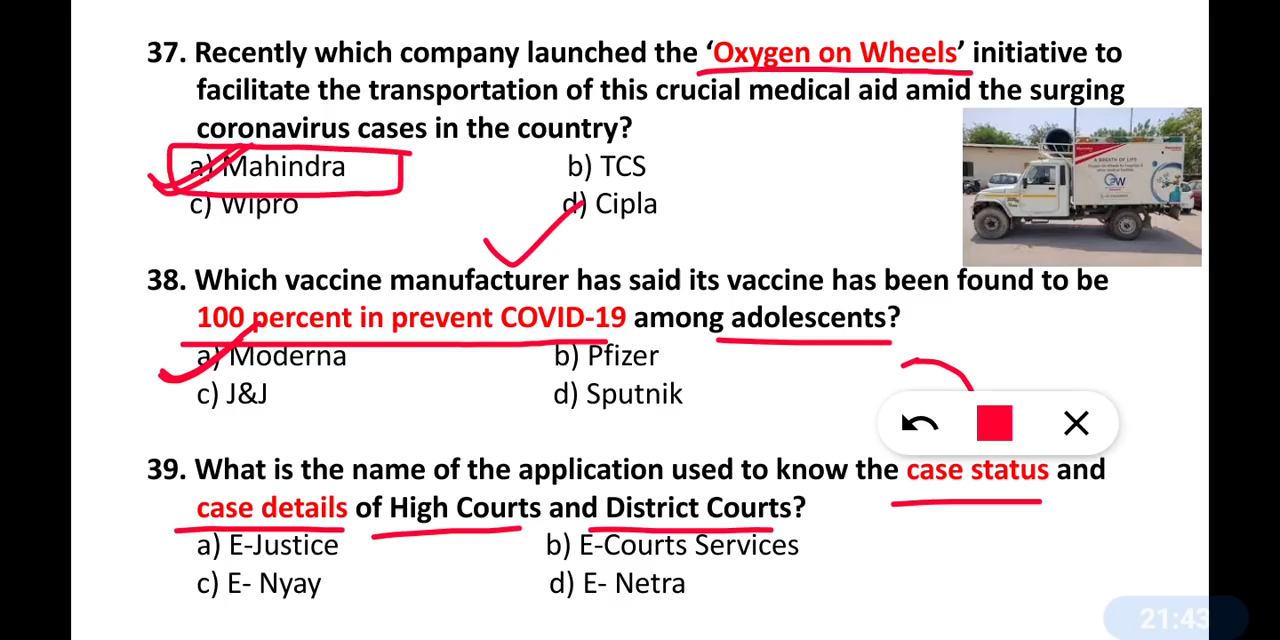 37. Recently which company launched the ‘Oxygen on Wheels’ initiative to
facilitate the transportation of this crucial medical aid amid the surging
coronavirus cases in the country?
a) Mahindra b) TCS
c) Wipro d) Cipla
A BREATH OF LIFE
38. Which vaccine manufacturer has said its vaccine has been found to be
100 percent in prevent COVID-19 among adolescents?
a) Moderna b) Pfizer
c) J&J d) Sputnik
39. What is the name of the application used to know the case status and
case details of High Courts and District Courts?
a) E-Justice b) E-Courts Services
c) E- Nyay d) E- Netra
21:43